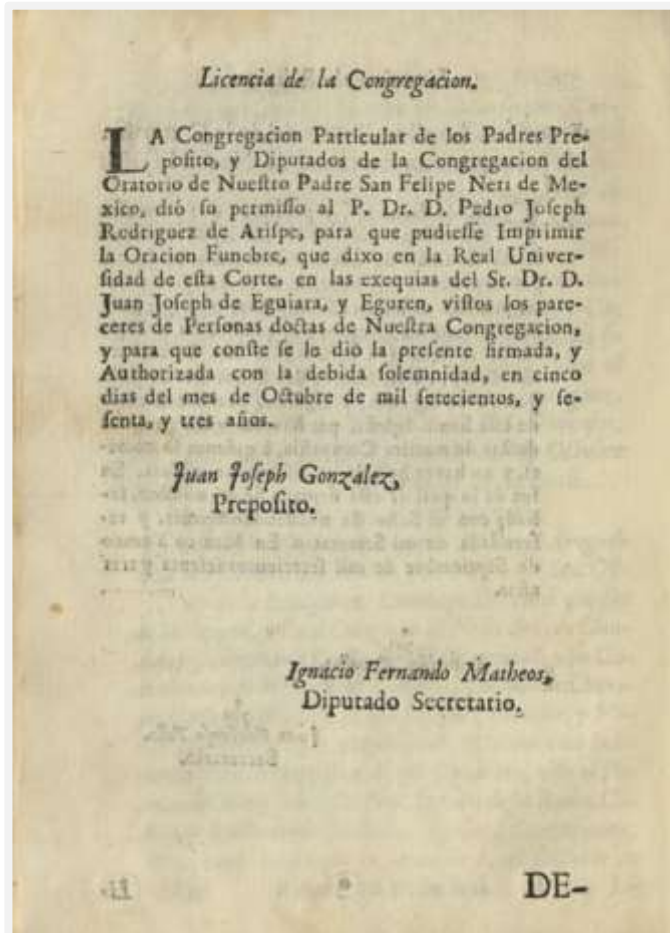 Licencia de la Congregacion.
LA Congregacion Particular de los Padres Pre-
poſito, y Diputados de la Congregacion del
Oratorio de Nueſtro Padre San Felipe Neri de Me-
xico, dió ſu permiſſo al P. Dr. D. Pedro Joſeph
Rodriguez de Ariſpe, para que pudieſſe Imprimir
la Oracion Funebre, que dixo en la Real Univer-
ſidad de eſta Corte, en las exequias del Sr. Dr. D.
Juan Joſeph de Eguiara, y Eguren, viſtos los pare-
ceres de Perſonas doctas de Nueſtra Congregacion,
y para que conſte ſe le dió la preſente firmada, y
Authorizada con la debida ſolemnidad, en cinco
dias del mes de Octubre de mil ſetecientos, y ſe-
ſenta, y tres años.
Juan Joſeph Gonzalez,
Prepoſito.
Ignacio Fernando Matheos,
Diputado Secretario.
DE-